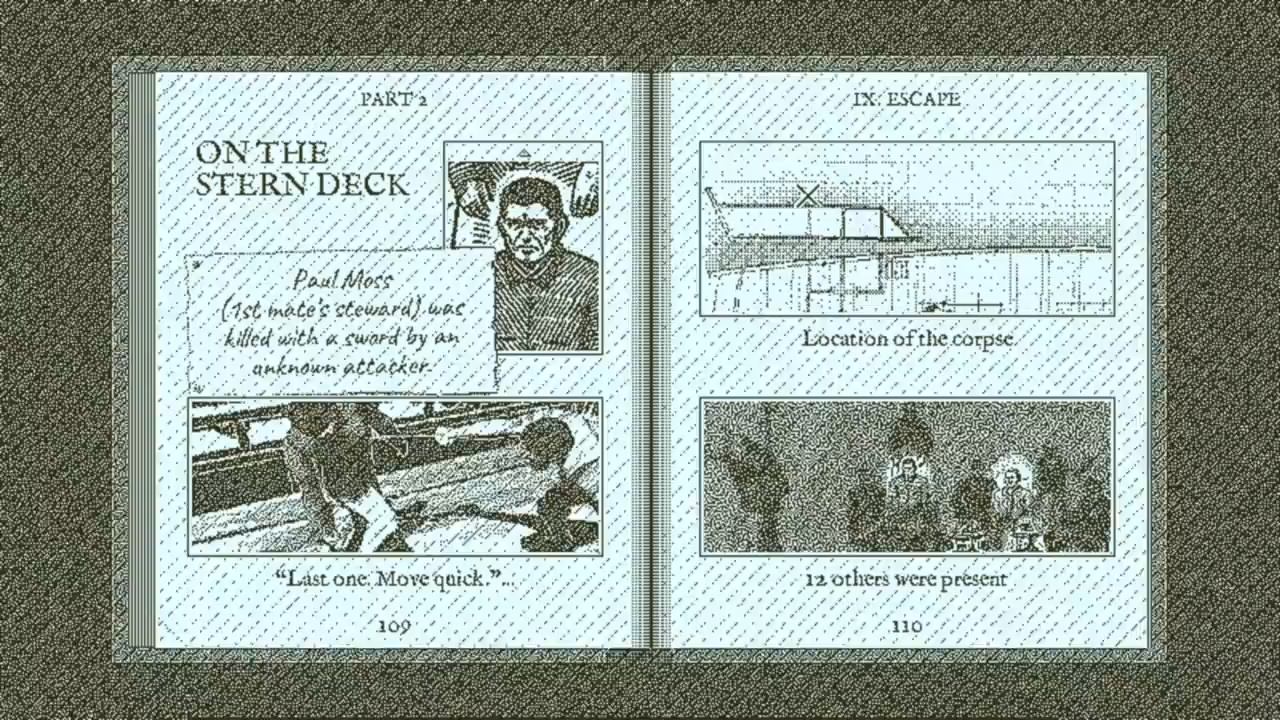 PART 2
ON THE
STERN DECK
Paul Moss
(1st mate's steward) was
killed with a sword by an
unknown attacker.
"Last one. Move quick."...
109
IX: ESCAPE
Location of the corpse
12 others were present
110